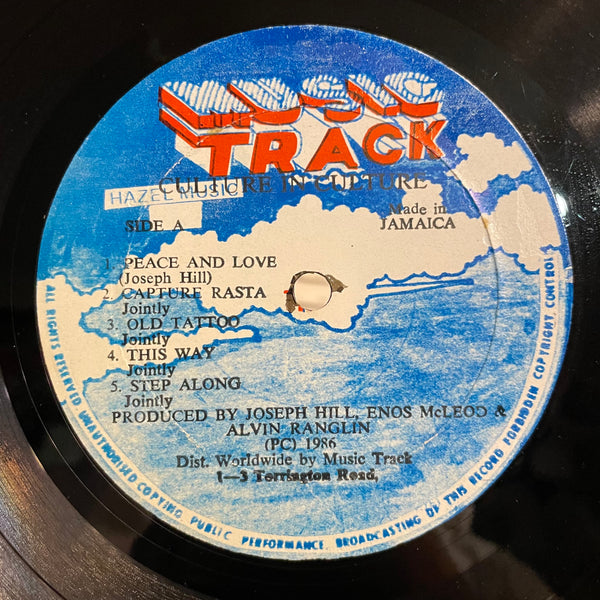 MUSIC
TRACK
CULTURE IN CULTURE
HAZEL MUSIC
SIDE A
Made in
JAMAICA
1. PEACE AND LOVE
(Joseph Hill)
2. CAPTURE RASTA
Jointly
3. OLD TATTOO
Jointly
4. THIS WAY
Jointly
5. STEP ALONG
Jointly
PRODUCED BY JOSEPH HILL, ENOS McLEOD &
ALVIN RANGLIN
(PC) 1986
Dist. Worldwide by Music Track
1—3 Torrington Road,
ALL RIGHTS RESERVED UNAUTHORISED COPYING PUBLIC PERFORMANCE BROADCASTING OF THIS RECORD FORBIDDEN COPYRIGHT CONTROL